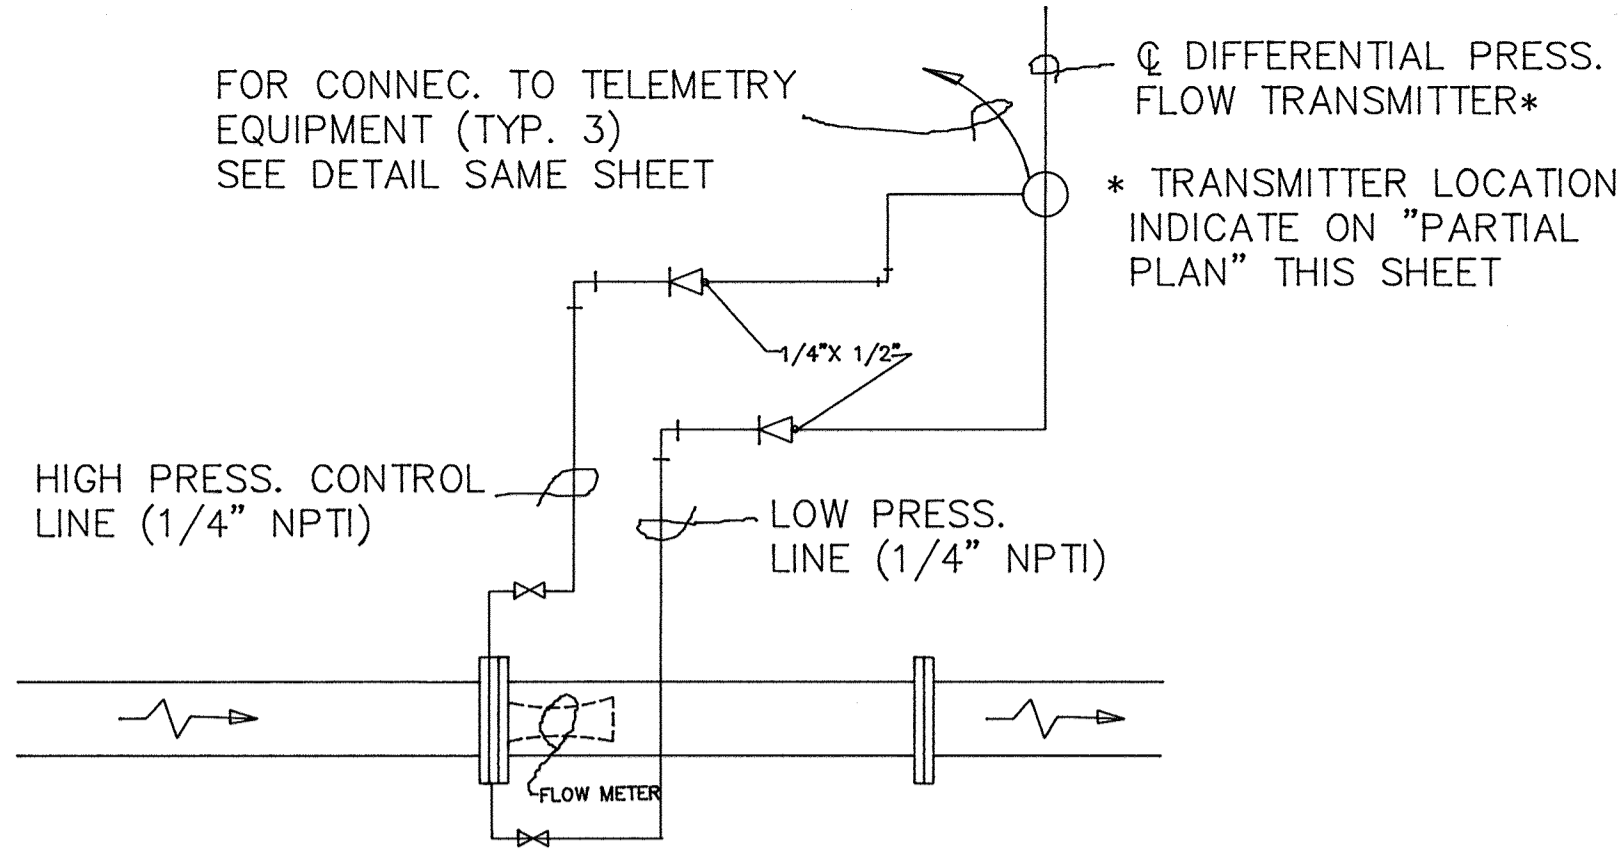 FOR CONNEC. TO TELEMETRY
EQUIPMENT (TYP. 3)
SEE DETAIL SAME SHEET
℄ DIFFERENTIAL PRESS.
FLOW TRANSMITTER*
* TRANSMITTER LOCATION
INDICATE ON "PARTIAL
PLAN" THIS SHEET
1/4"X 1/2"
HIGH PRESS. CONTROL
LINE (1/4" NPTI)
LOW PRESS.
LINE (1/4" NPTI)
FLOW METER